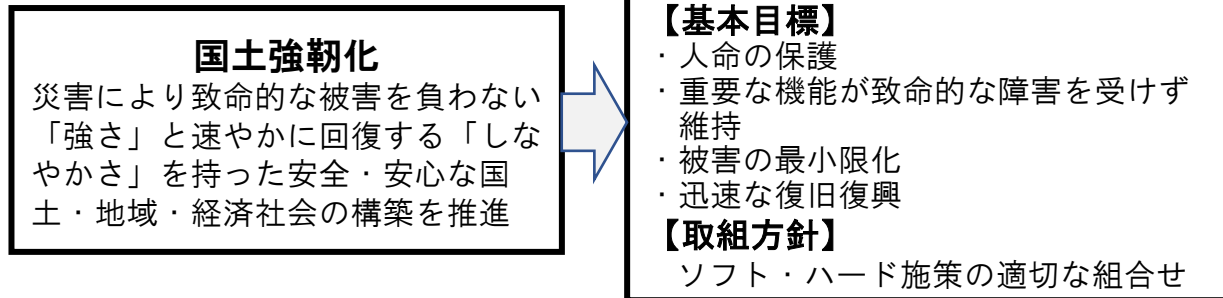 国土強靭化
災害により致命的な被害を負わない
「強さ」と速やかに回復する「しな
やかさ」を持った安全・安心な国
土・地域・経済社会の構築を推進
【基本目標】
・人命の保護
・重要な機能が致命的な障害を受けず
維持
・被害の最小限化
・迅速な復旧復興
【取組方針】
ソフト・ハード施策の適切な組合せ